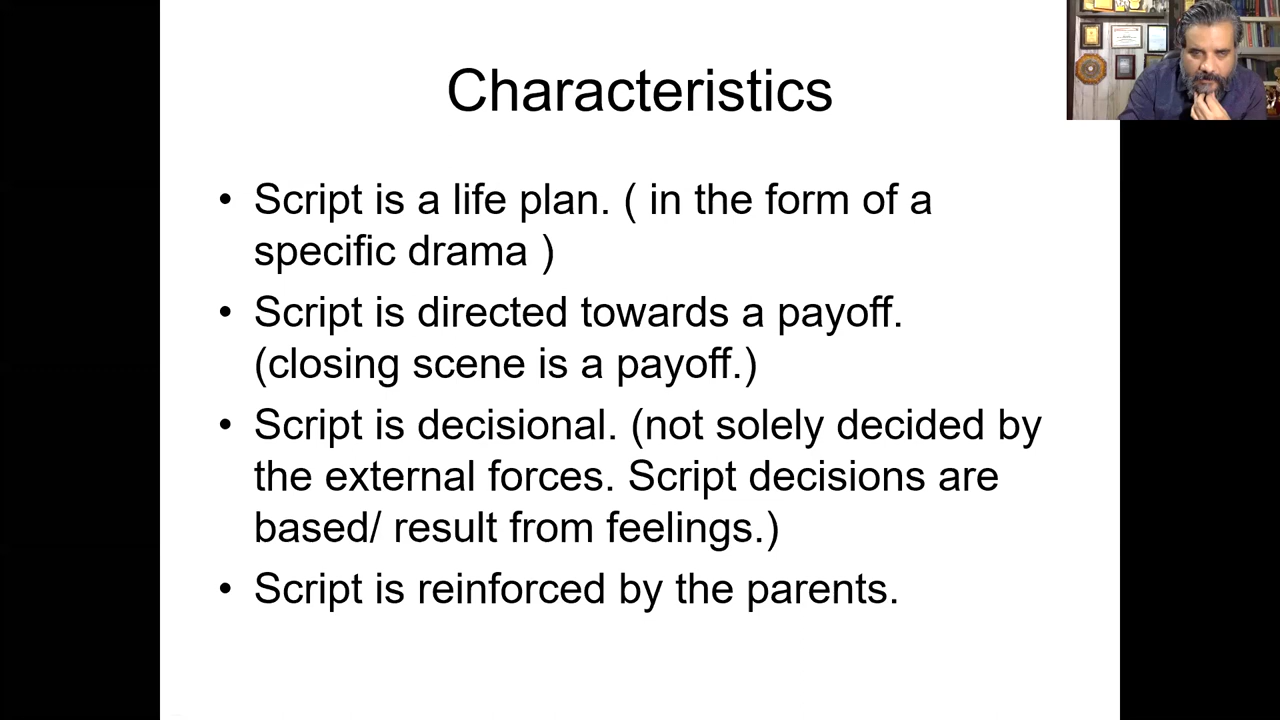 Characteristics
• Script is a life plan. ( in the form of a
specific drama )
• Script is directed towards a payoff.
(closing scene is a payoff.)
• Script is decisional. (not solely decided by
the external forces. Script decisions are
based/ result from feelings.)
• Script is reinforced by the parents.